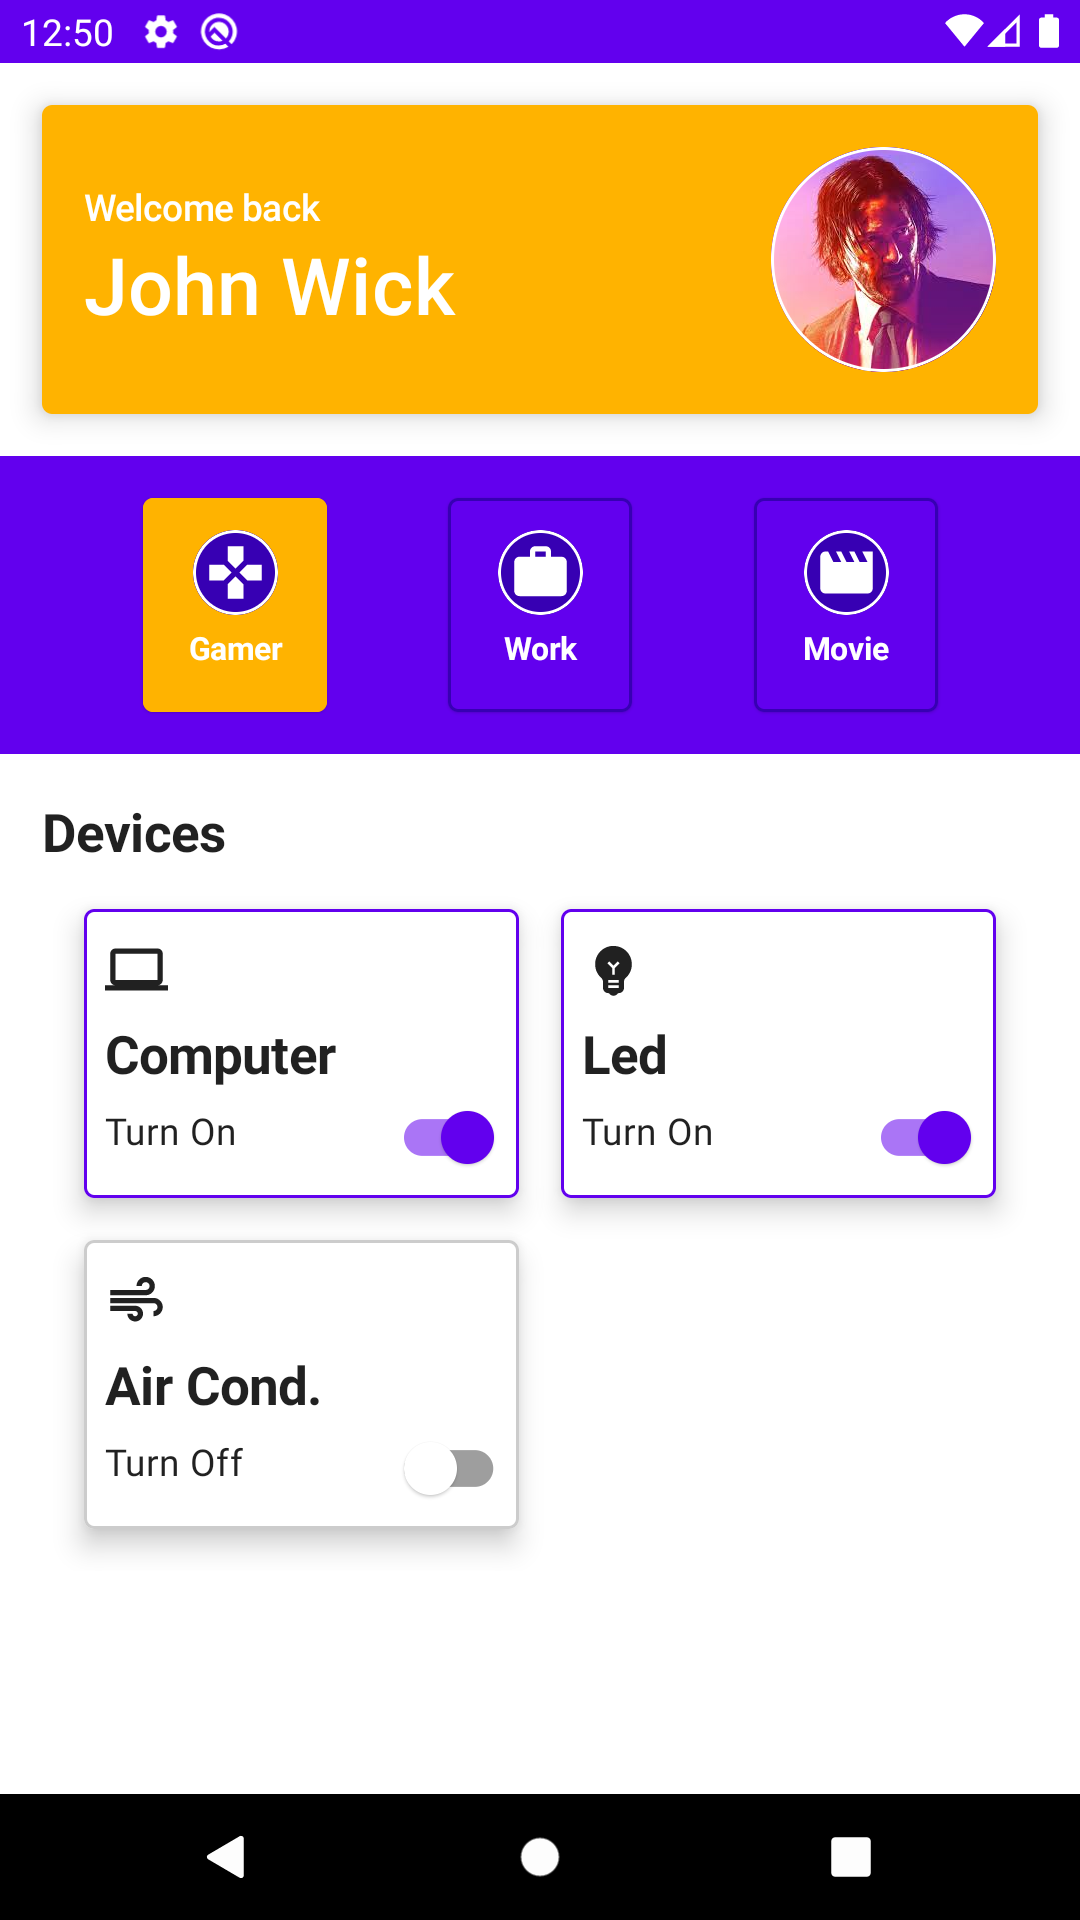 12:50
Welcome back
John Wick
Gamer
Work
Movie
Devices
Computer
Turn On
Led
Turn On
Air Cond.
Turn Off